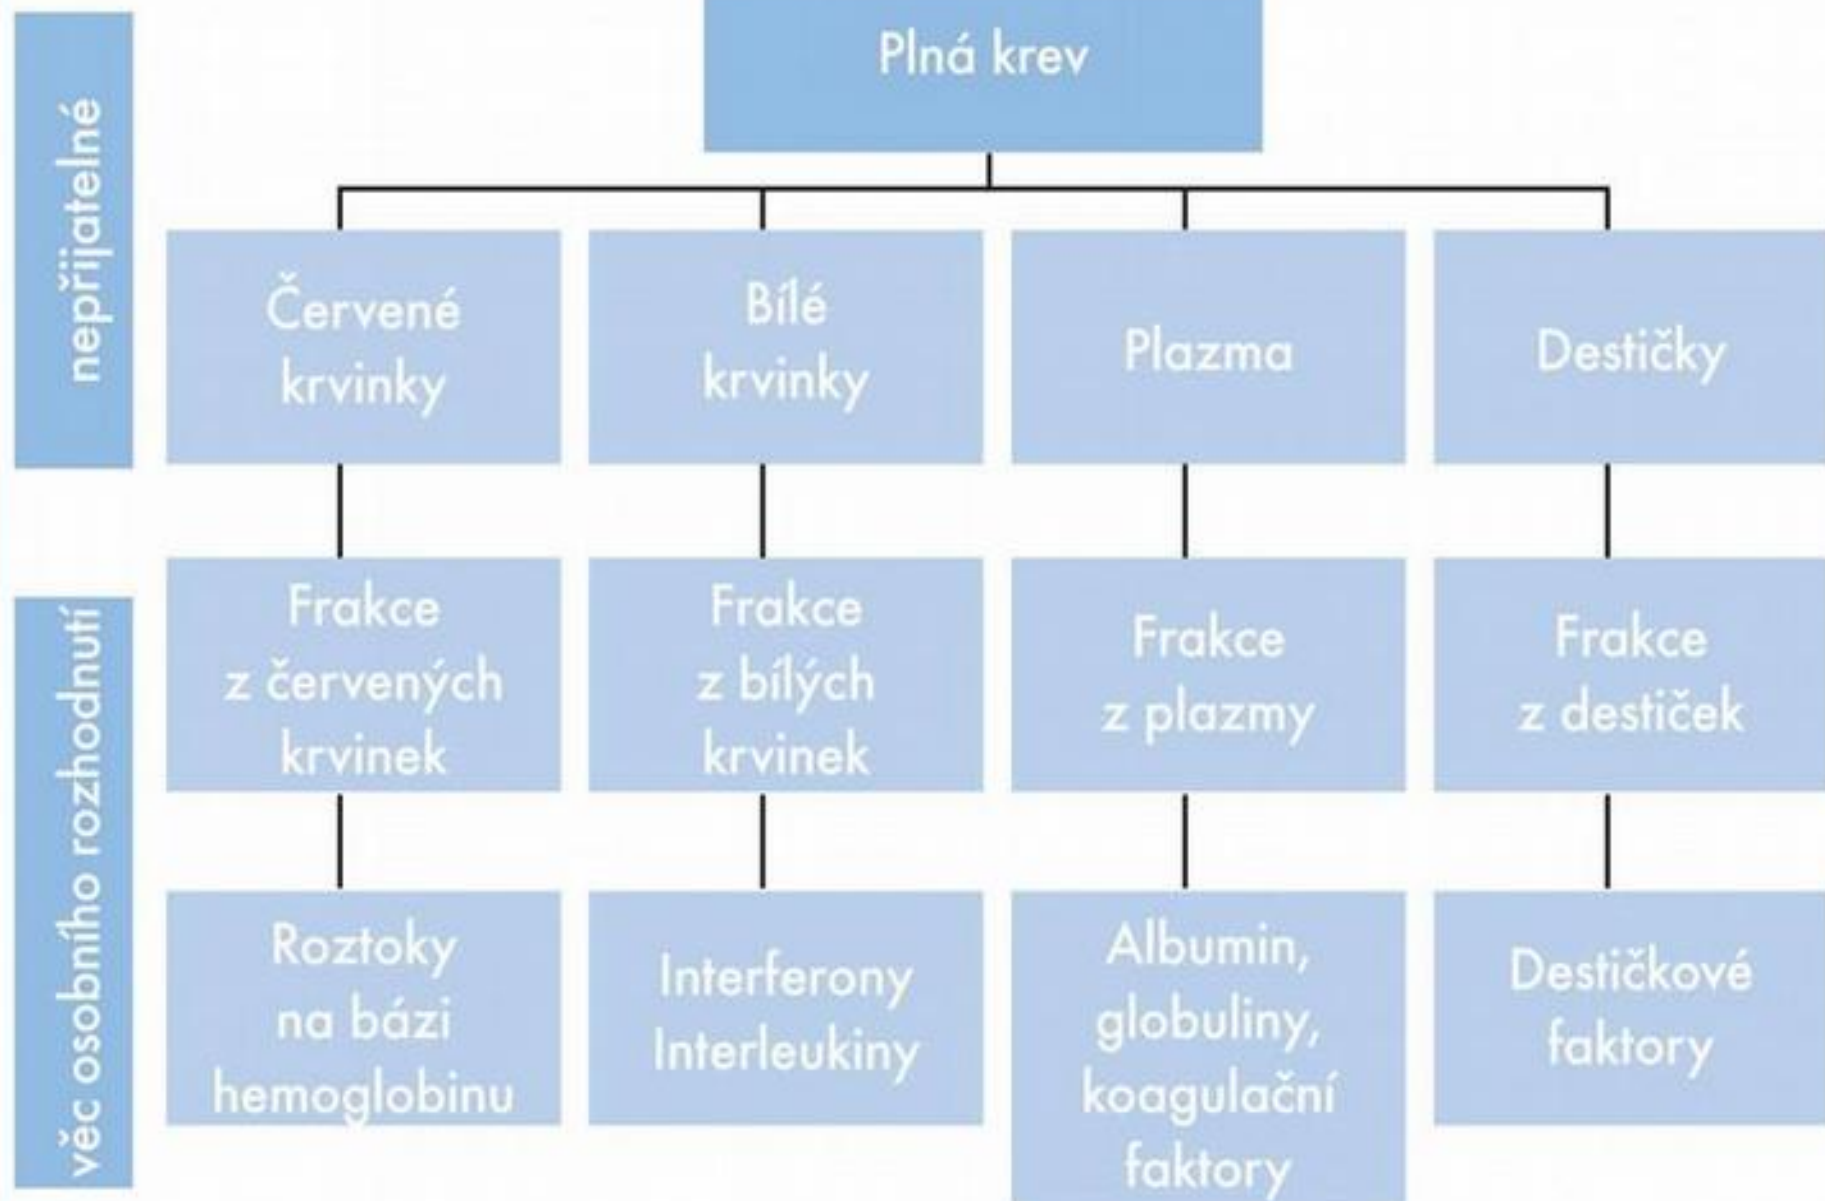 nepřijatelné
Plná krev
Červené
krvinky
Bílé
krvinky
Plazma
Destičky
věc osobního rozhodnutí
Frakce
z červených
krvinek
Frakce
z bílých
krvinek
Frakce
z plazmy
Frakce
z destiček
Roztoky
na bázi
hemoglobinu
Interferony
Interleukiny
Albumin,
globuliny,
koagulační
faktory
Destičkové
faktory